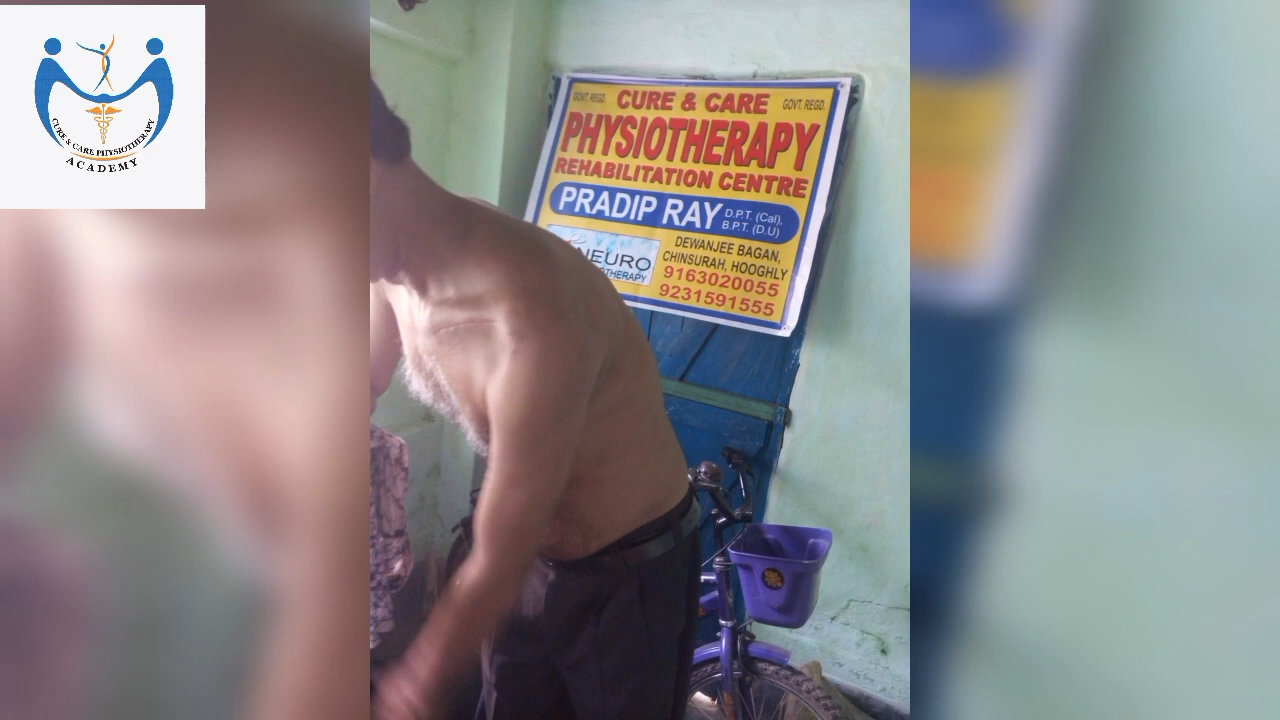 CURE & CARE PHYSIOTHERAPY
ACADEMY
GOVT. REGD. CURE & CARE GOVT. REGD.
PHYSIOTHERAPY
REHABILITATION CENTRE
PRADIP RAY D.P.T. (Cal),
B.P.T. (D.U)
NEURO
DEWANJEE BAGAN,
CHINSURAH, HOOGHLY
9163020055
9231591555